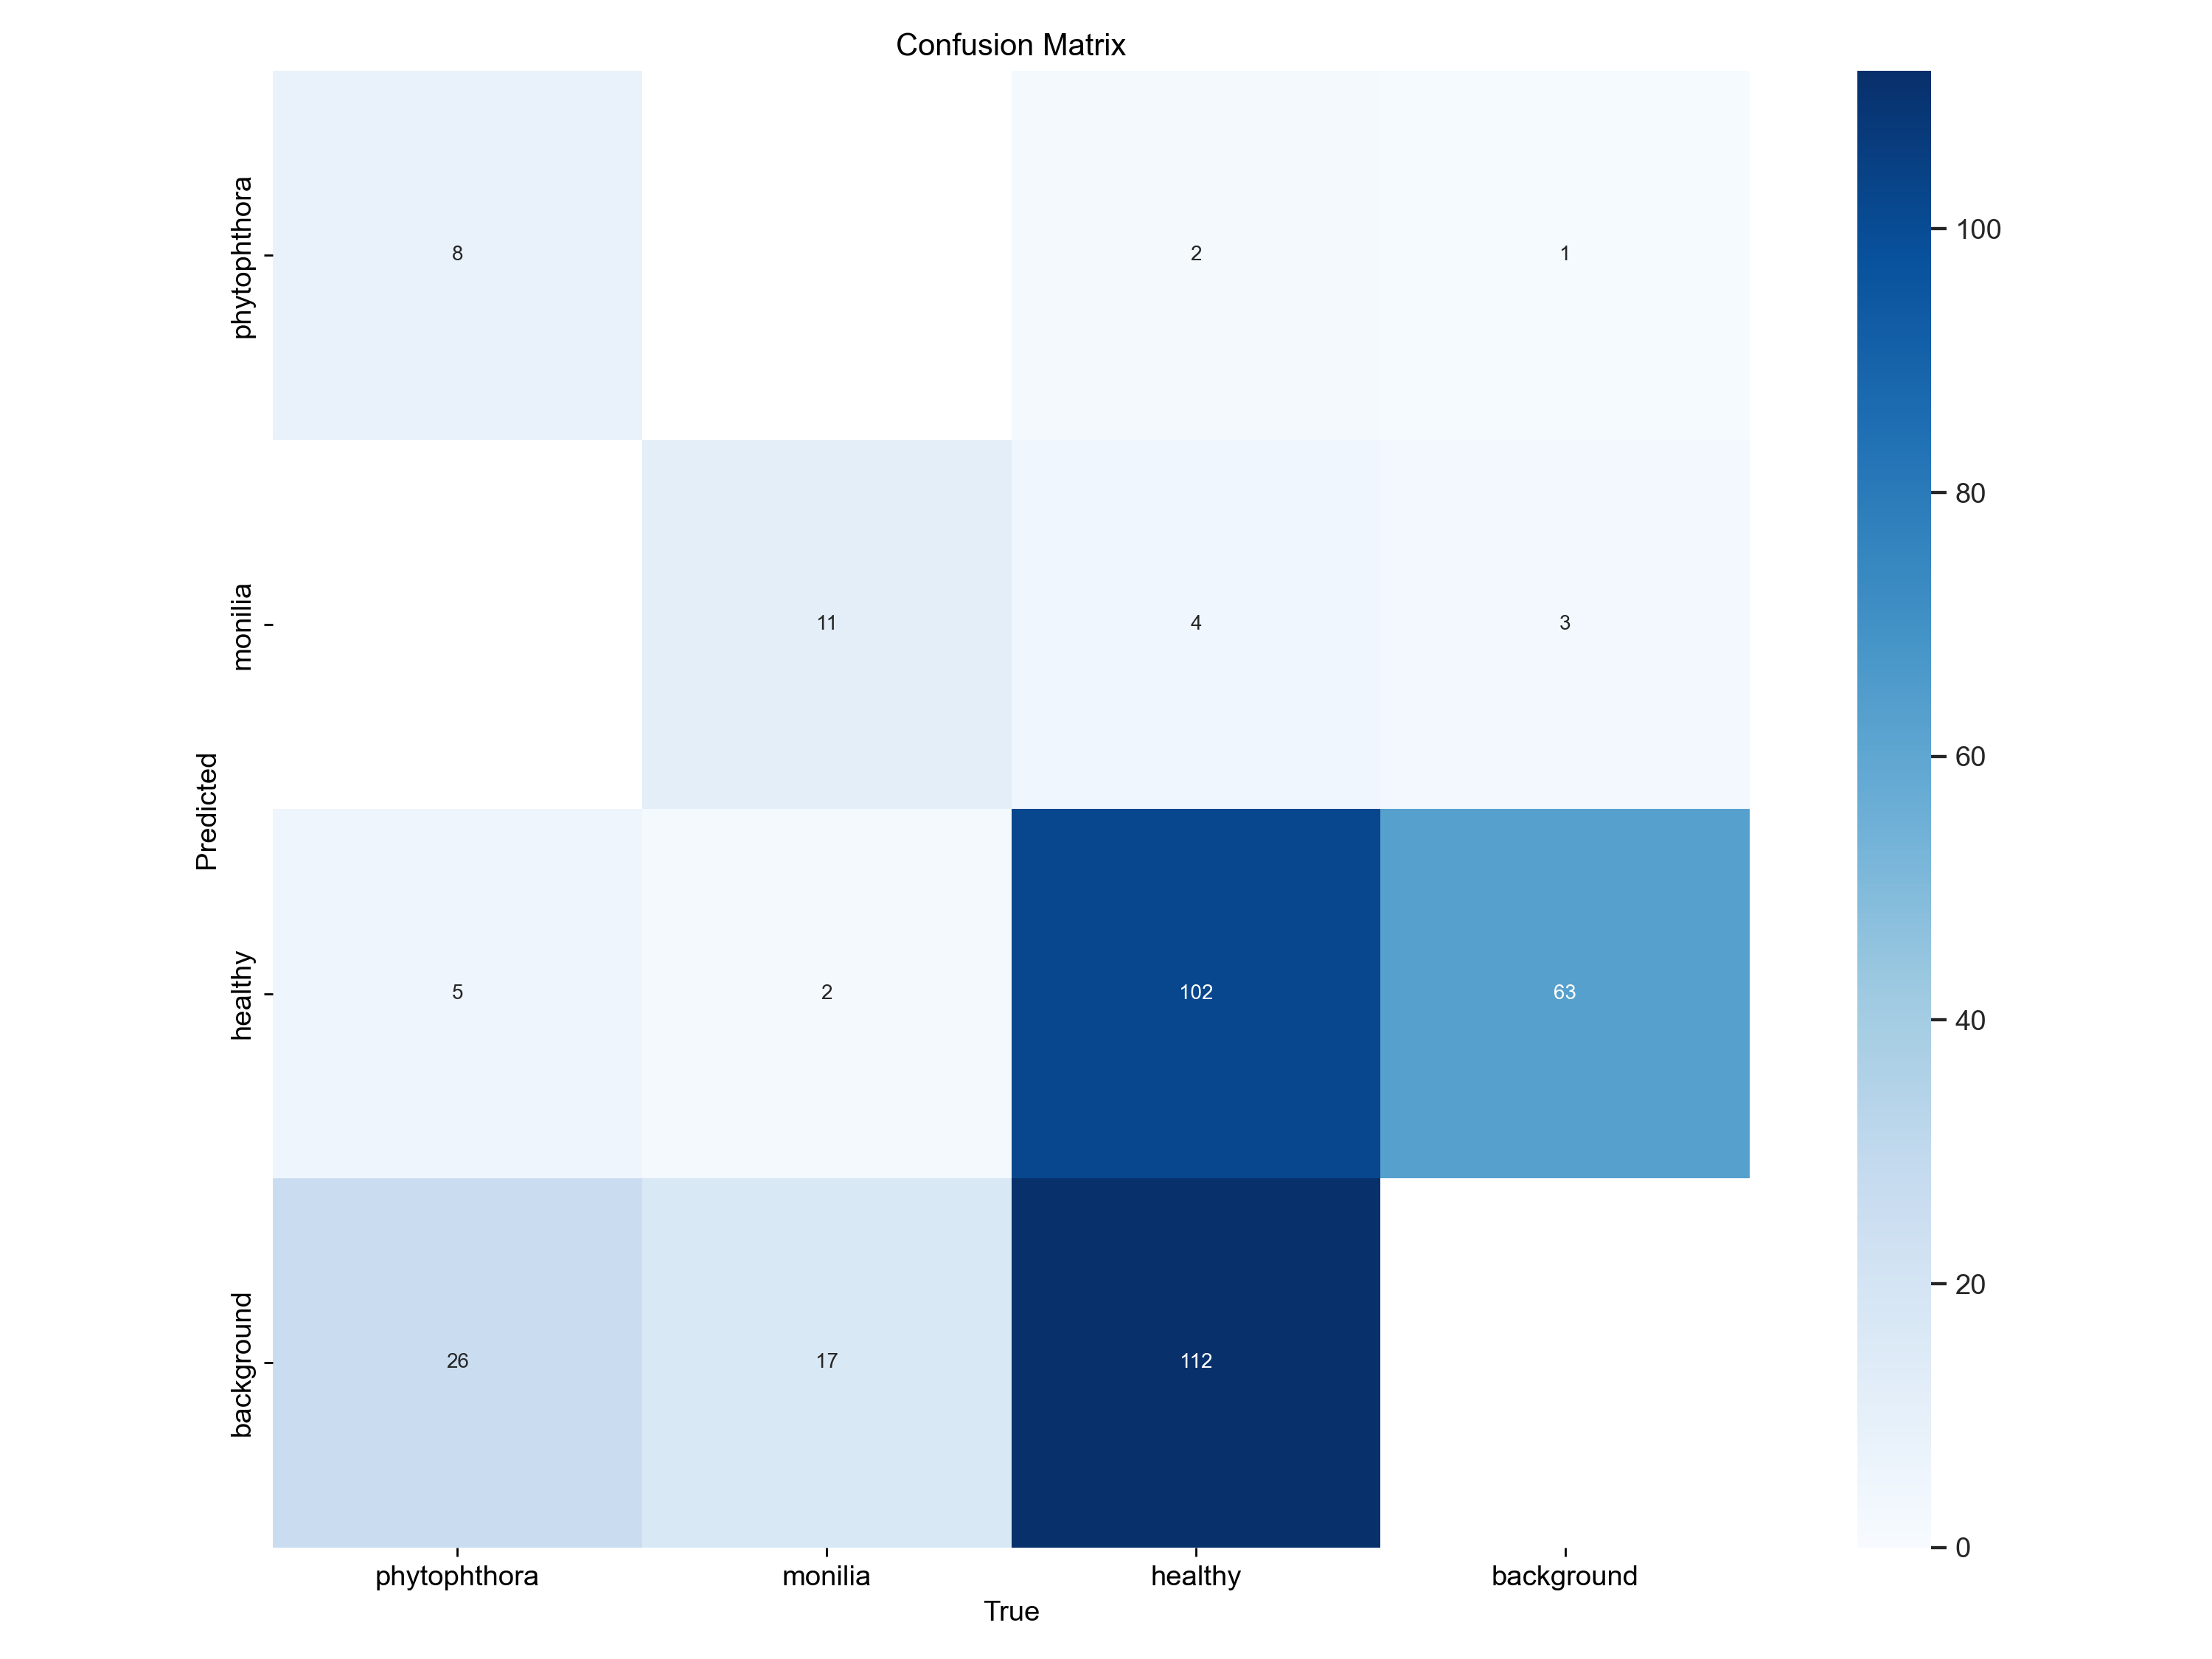 Confusion Matrix
phytophthora
8
2
1
monilia
11
4
3
healthy
5
2
102
63
background
26
17
112
Predicted
phytophthora
monilia
healthy
background
True
100
80
60
40
20
0